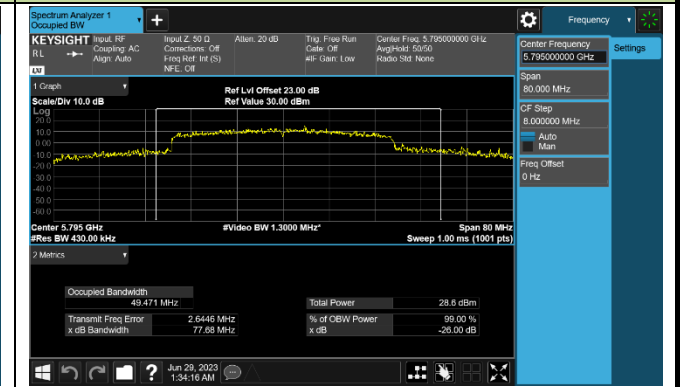 Spectrum Analyzer 1
Occupied BW
Frequency
KEYSIGHT
RL
LXI
Input: RF
Coupling: AC
Align: Auto
Input Z: 50 Ω
Corrections: Off
Freq Ref: Int (S)
NFE: Off
Atten: 20 dB
Trig: Free Run
Gate: Off
#IF Gain: Low
Center Freq: 5.795000000 GHz
Avg|Hold: 50/50
Radio Std: None
Center Frequency
5.795000000 GHz
Settings
Span
80.000 MHz
CF Step
8.000000 MHz
Auto
Man
Freq Offset
0 Hz
1 Graph
Scale/Div 10.0 dB
Ref Lvl Offset 23.00 dB
Ref Value 30.00 dBm
Log
20.0
10.0
0.00
-10.0
-20.0
-30.0
-40.0
-50.0
-60.0
Center 5.795 GHz
#Res BW 430.00 kHz
#Video BW 1.3000 MHz*
Span 80 MHz
Sweep 1.00 ms (1001 pts)
2 Metrics
Occupied Bandwidth
49.471 MHz
Total Power 28.6 dBm
Transmit Freq Error 2.6446 MHz
% of OBW Power 99.00 %
x dB Bandwidth 77.68 MHz
x dB -26.00 dB
Jun 29, 2023
1:34:16 AM